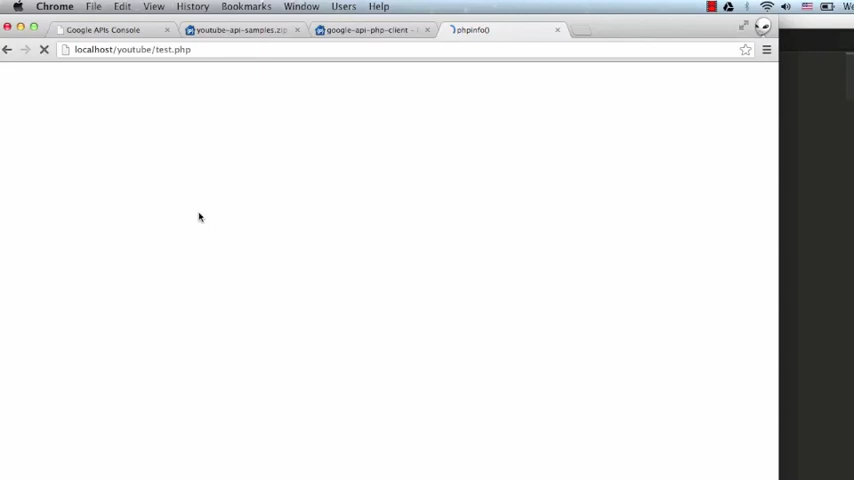 Chrome File Edit View History Bookmarks Window Users Help
Google APIs Console youtube-api-samples.zip google-api-php-client - phpinfo()
localhost/youtube/test.php